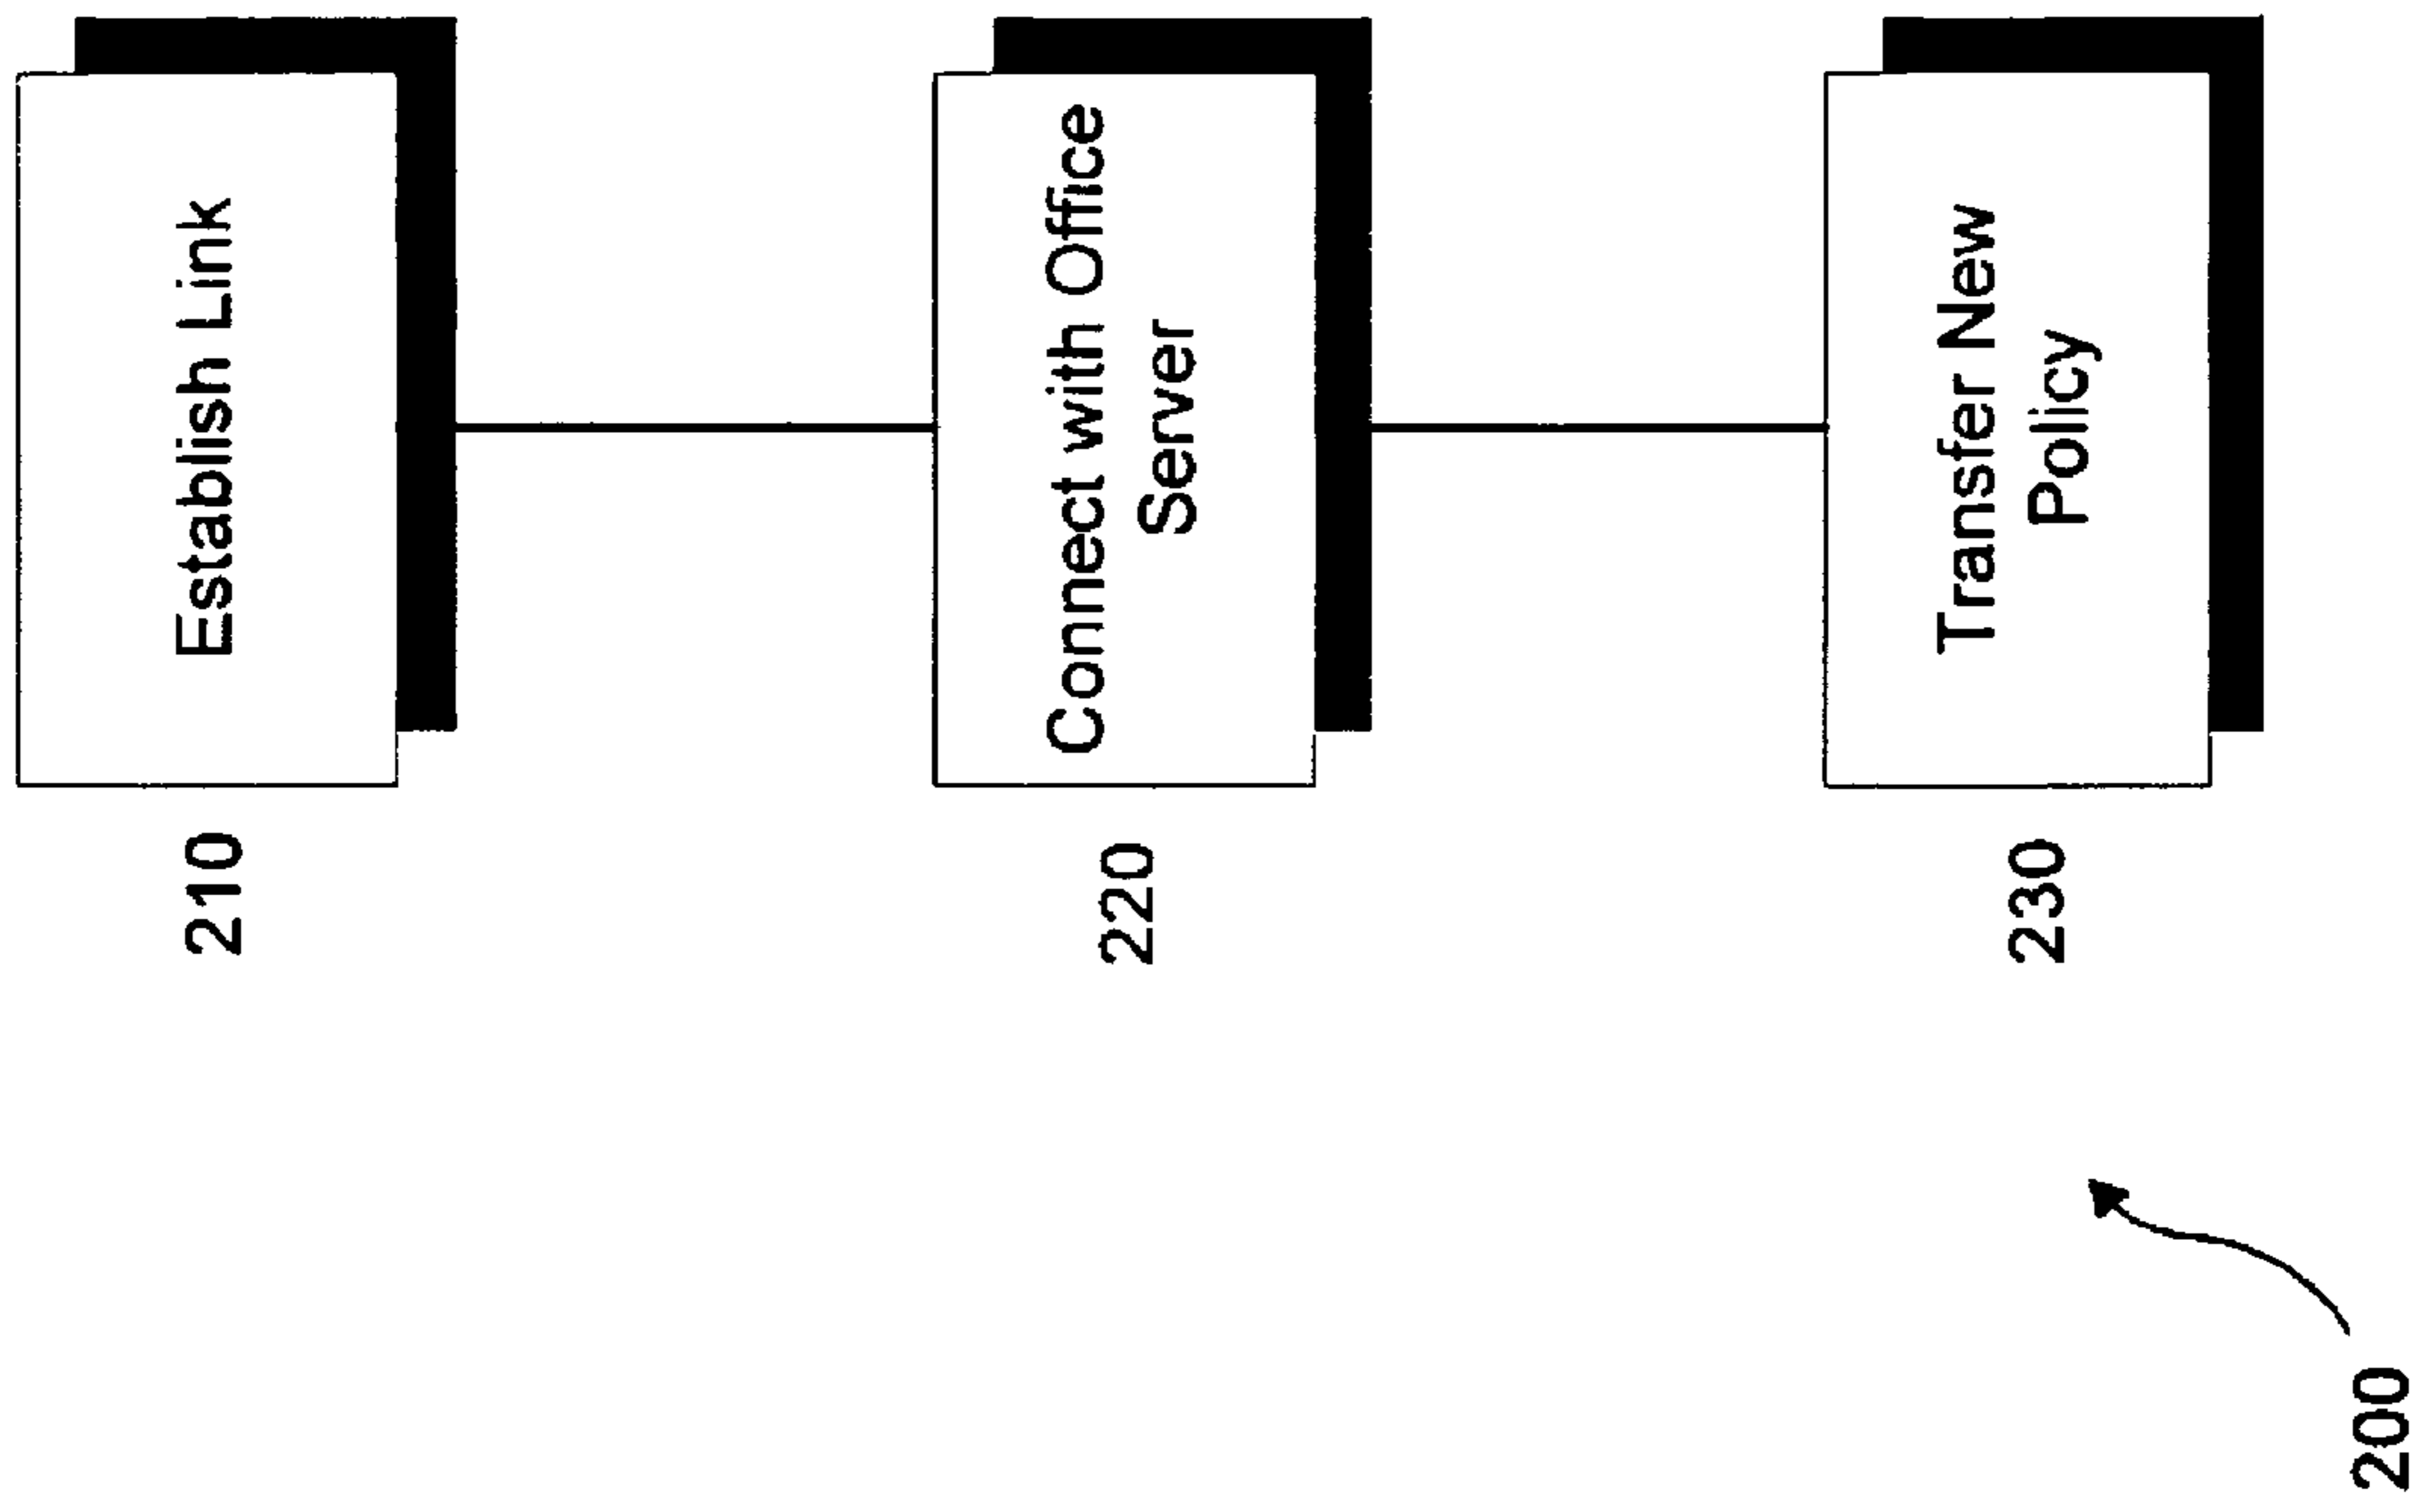 210
Establish Link
220
Connect with Office
Server
230
Transfer New
Policy
200